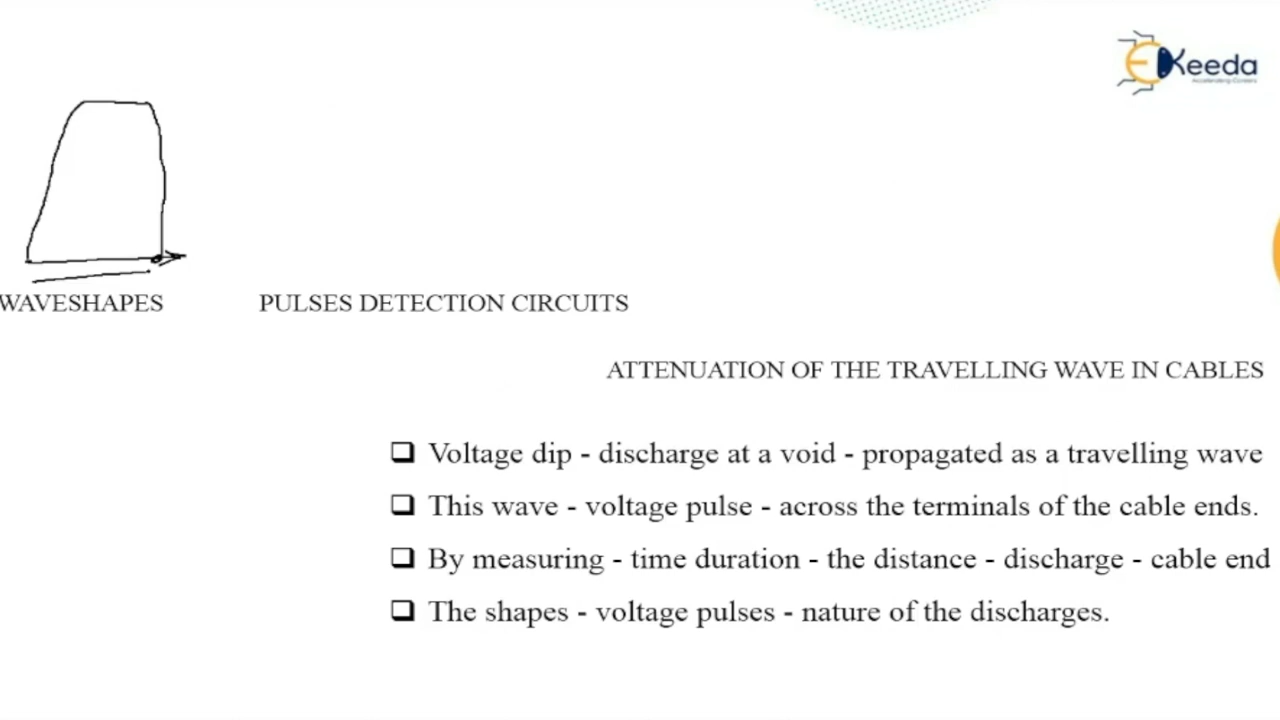 EKeeda
WAVESHAPES
PULSES DETECTION CIRCUITS
ATTENUATION OF THE TRAVELLING WAVE IN CABLES
Voltage dip - discharge at a void - propagated as a travelling wave
This wave - voltage pulse - across the terminals of the cable ends.
By measuring - time duration - the distance - discharge - cable end
The shapes - voltage pulses - nature of the discharges.